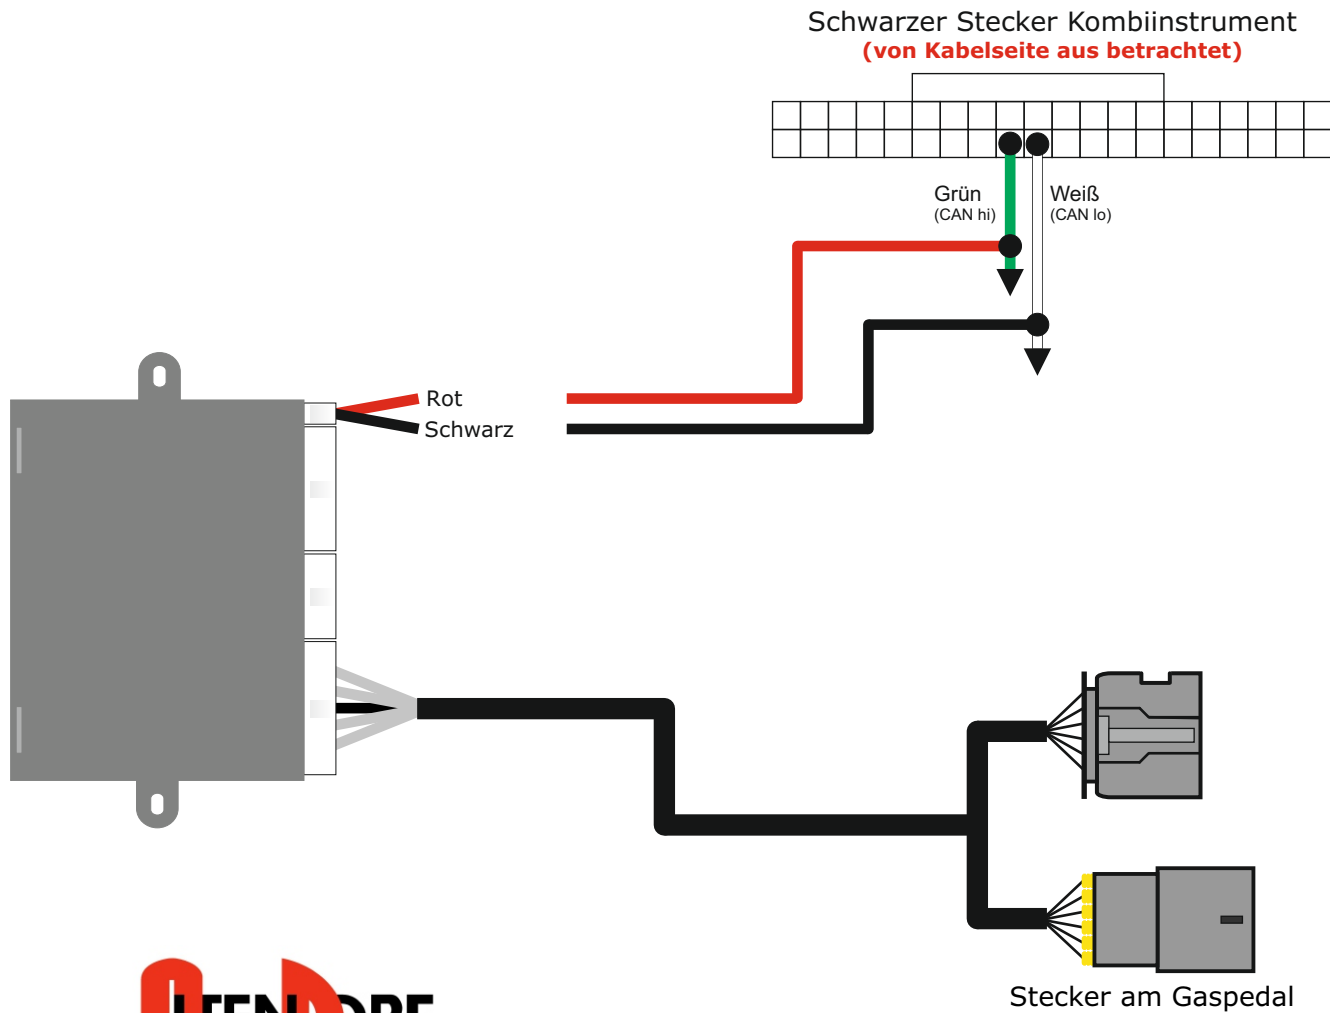 Schwarzer Stecker Kombiinstrument
(von Kabelseite aus betrachtet)
Grün
(CAN hi)
Weiß
(CAN lo)
Rot
Schwarz
Stecker am Gaspedal